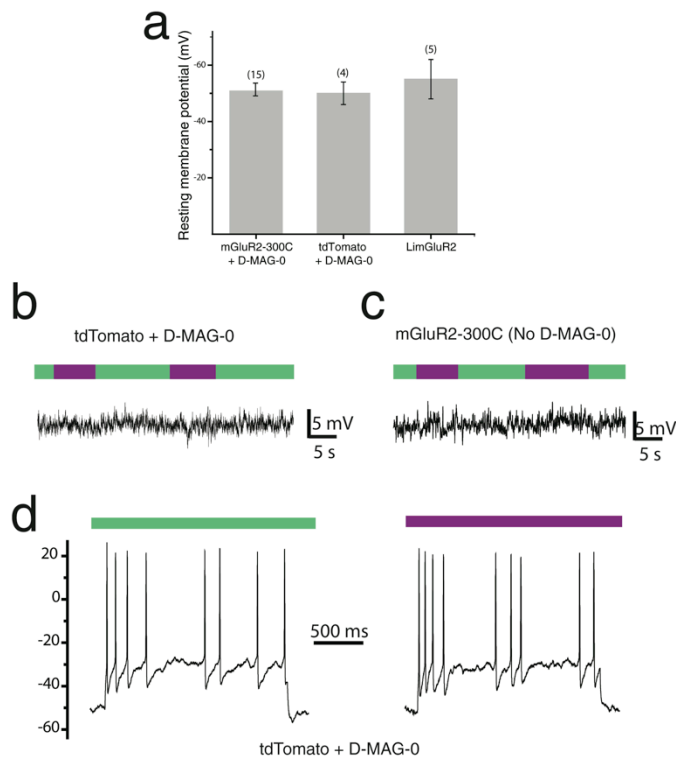 a
Resting membrane potential (mV)
-60
-40
-20
(15)
(4)
(5)
mGluR2-300C
+ D-MAG-0
tdTomato
+ D-MAG-0
LimGluR2
b
tdTomato + D-MAG-0
5 mV
5 s
c
mGluR2-300C (No D-MAG-0)
5 mV
5 s
d
20
0
-20
-40
-60
500 ms
tdTomato + D-MAG-0